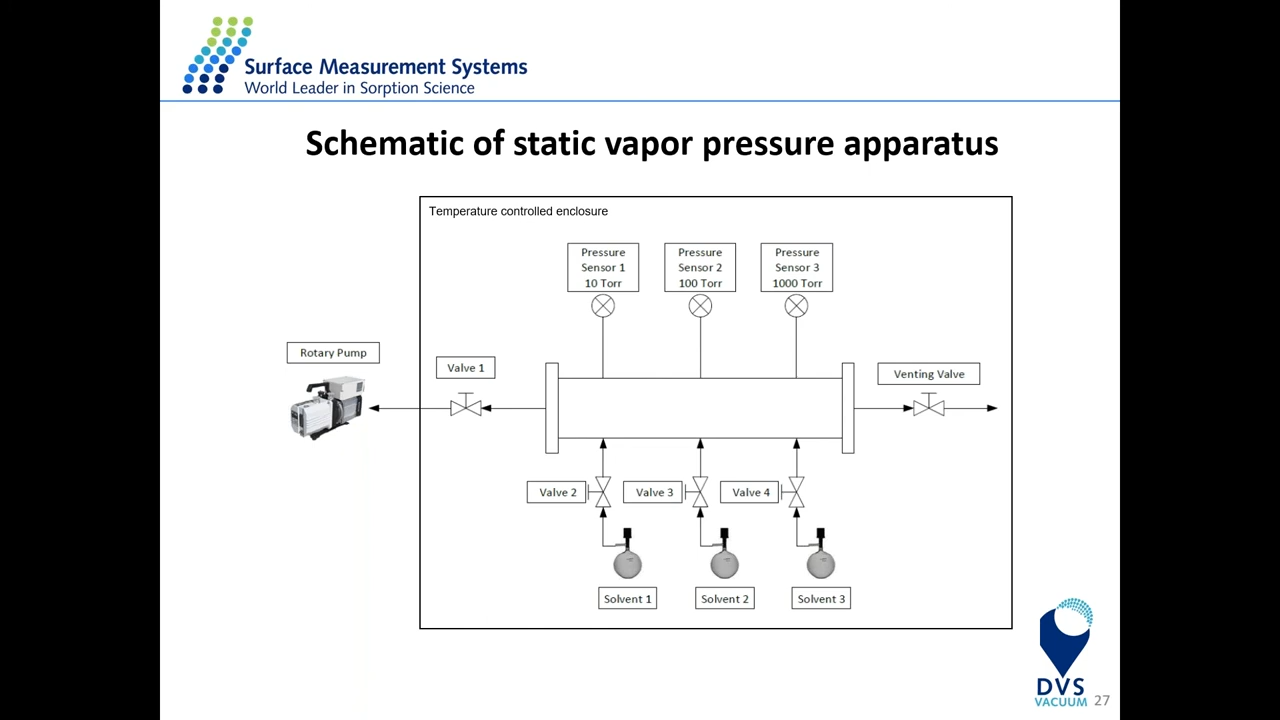 Surface Measurement Systems
World Leader in Sorption Science
Schematic of static vapor pressure apparatus
Temperature controlled enclosure
Pressure
Sensor 1
10 Torr
Pressure
Sensor 2
100 Torr
Pressure
Sensor 3
1000 Torr
Rotary Pump
Valve 1
Venting Valve
Valve 2
Valve 3
Valve 4
Solvent 1
Solvent 2
Solvent 3
DVS
VACUUM
27